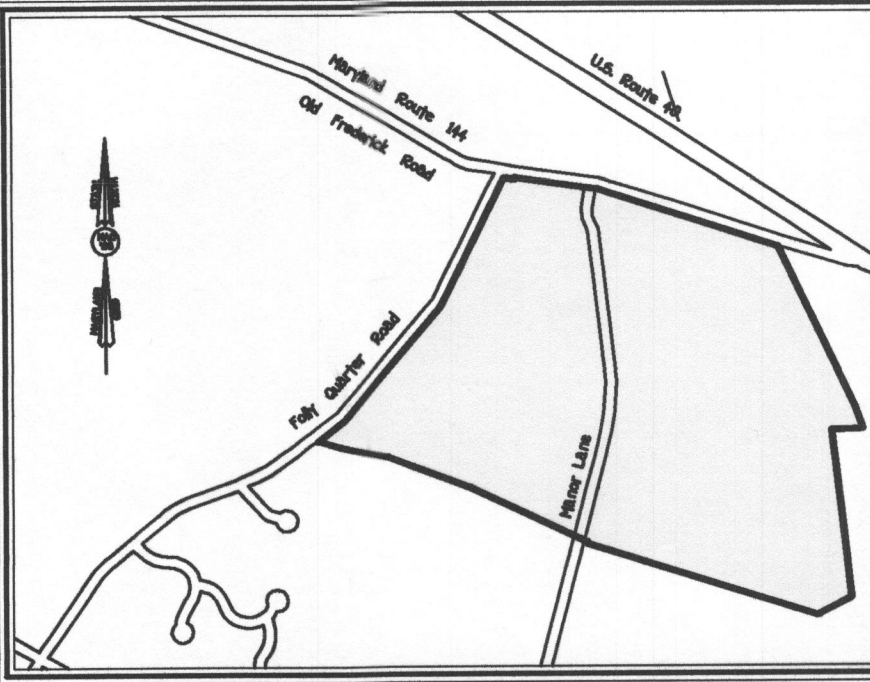 U.S. Route 40
Maryland Route 144
Old Frederick Road
Folly Quarter Road
Manor Lane